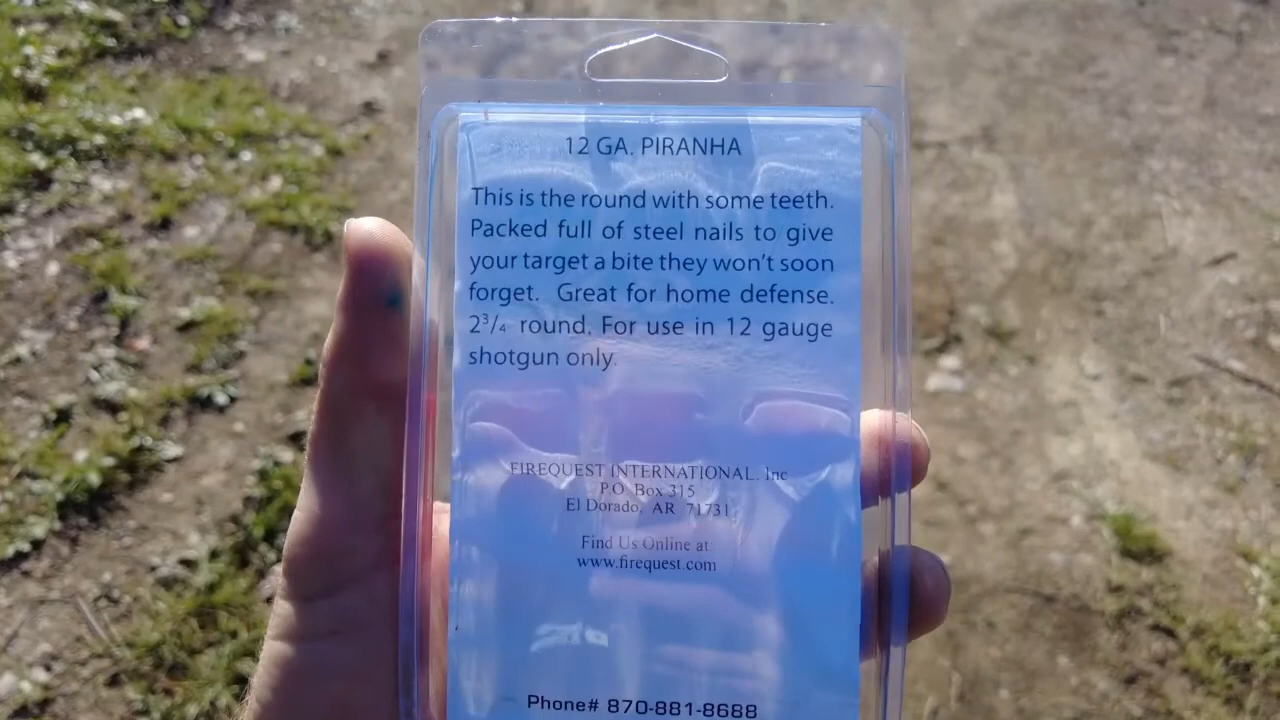 12 GA. PIRANHA
This is the round with some teeth.
Packed full of steel nails to give
your target a bite they won't soon
forget. Great for home defense.
2 3/4 round. For use in 12 gauge
shotgun only.
FIREQUEST INTERNATIONAL. Inc
P.O. Box 315
El Dorado, AR 71731
Find Us Online at:
www.firequest.com
Phone# 870-881-8688